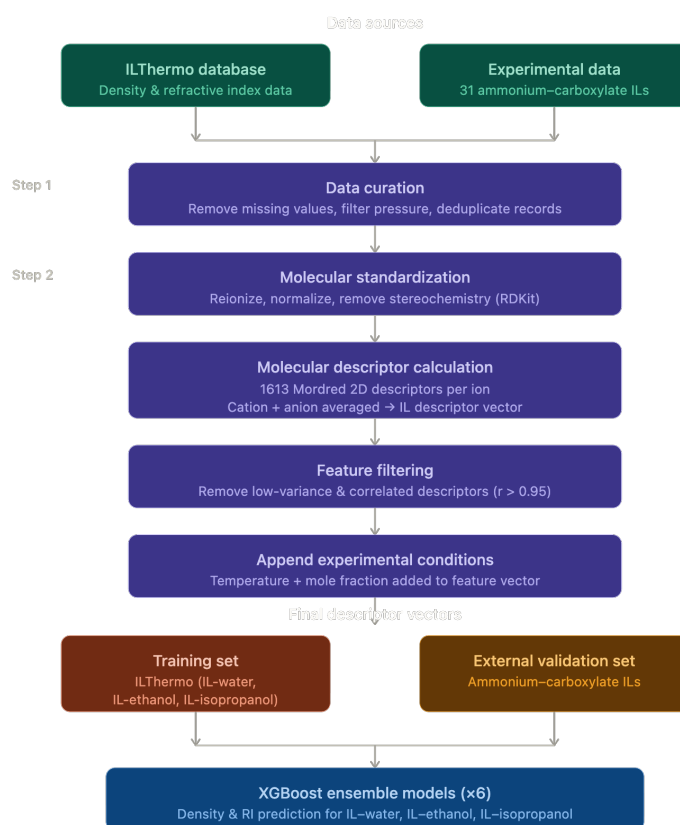 Data sources
ILThermo database
Density & refractive index data
Experimental data
31 ammonium–carboxylate ILs
Step 1
Data curation
Remove missing values, filter pressure, deduplicate records
Step 2
Molecular standardization
Reionize, normalize, remove stereochemistry (RDKit)
Molecular descriptor calculation
1613 Mordred 2D descriptors per ion
Cation + anion averaged → IL descriptor vector
Feature filtering
Remove low-variance & correlated descriptors (r > 0.95)
Append experimental conditions
Temperature + mole fraction added to feature vector
Final descriptor vectors
Training set
ILThermo (IL-water,
IL-ethanol, IL-isopropanol)
External validation set
Ammonium–carboxylate ILs
XGBoost ensemble models (×6)
Density & RI prediction for IL–water, IL–ethanol, IL–isopropanol